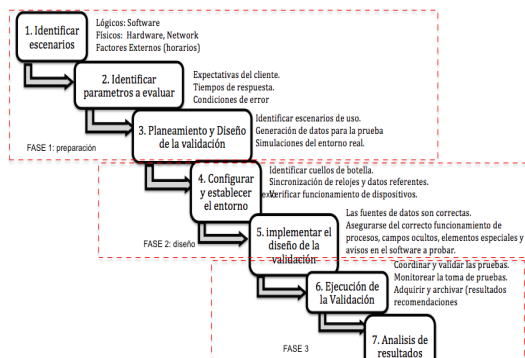 1. Identificar
escenarios
Lógicos: Software
Físicos: Hardware, Network
Factores Externos (horarios)
2. Identificar
parametros a evaluar
Expectativas del cliente.
Tiempos de respuesta.
Condiciones de error
3. Planeamiento y Diseño
de la validación
Identificar escenarios de uso.
Generación de datos para la prueba
Simulaciones del entorno real.
FASE 1: preparación
4. Configurar
y establecer
el entorno
Identificar cuellos de botella.
Sincronización de relojes y datos referentes.
Verificar funcionamiento de dispositivos.
FASE 2: diseño
5. implementar el
diseño de la
validación
Las fuentes de datos son correctas.
Asegurarse del correcto funcionamiento de
procesos, campos ocultos, elementos especiales y
avisos en el software a probar.
6. Ejecución de
la Validación
Coordinar y validar las pruebas.
Monitorear la toma de pruebas.
Adquirir y archivar (resultados
recomendaciones
FASE 3
7. Analisis de
resultados